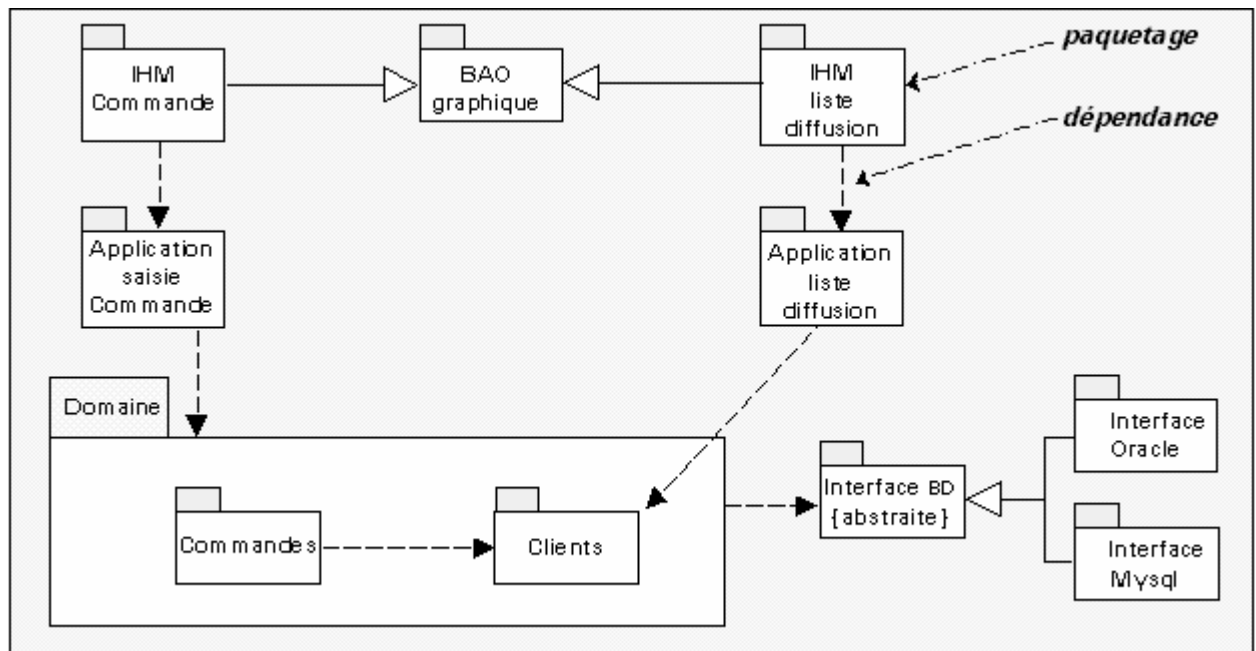 IHM
Commande
BAO
graphique
IHM
liste
diffusion
paquetage
dépendance
Application
saisie
Commande
Application
liste
diffusion
Domaine
Commandes
Clients
Interface BD
{abstraite}
Interface
Oracle
Interface
Mysql